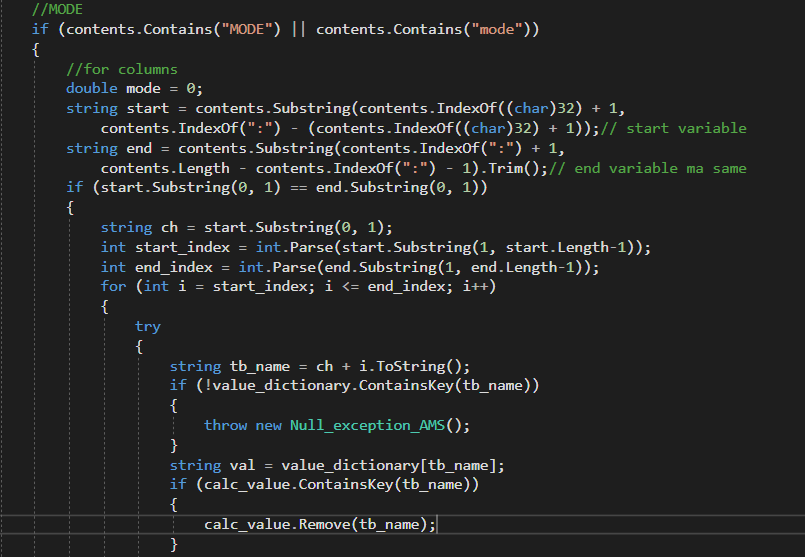 //MODE
if (contents.Contains("MODE") || contents.Contains("mode"))
{
//for columns
double mode = 0;
string start = contents.Substring(contents.IndexOf((char)32) + 1,
contents.IndexOf(":") - (contents.IndexOf((char)32) + 1));// start variable
string end = contents.Substring(contents.IndexOf(":") + 1,
contents.Length - contents.IndexOf(":") - 1).Trim();// end variable ma same
if (start.Substring(0, 1) == end.Substring(0, 1))
{
string ch = start.Substring(0, 1);
int start_index = int.Parse(start.Substring(1, start.Length-1));
int end_index = int.Parse(end.Substring(1, end.Length-1));
for (int i = start_index; i <= end_index; i++)
{
try
{
string tb_name = ch + i.ToString();
if (!value_dictionary.ContainsKey(tb_name))
{
throw new Null_exception_AMS();
}
string val = value_dictionary[tb_name];
if (calc_value.ContainsKey(tb_name))
{
calc_value.Remove(tb_name);
}